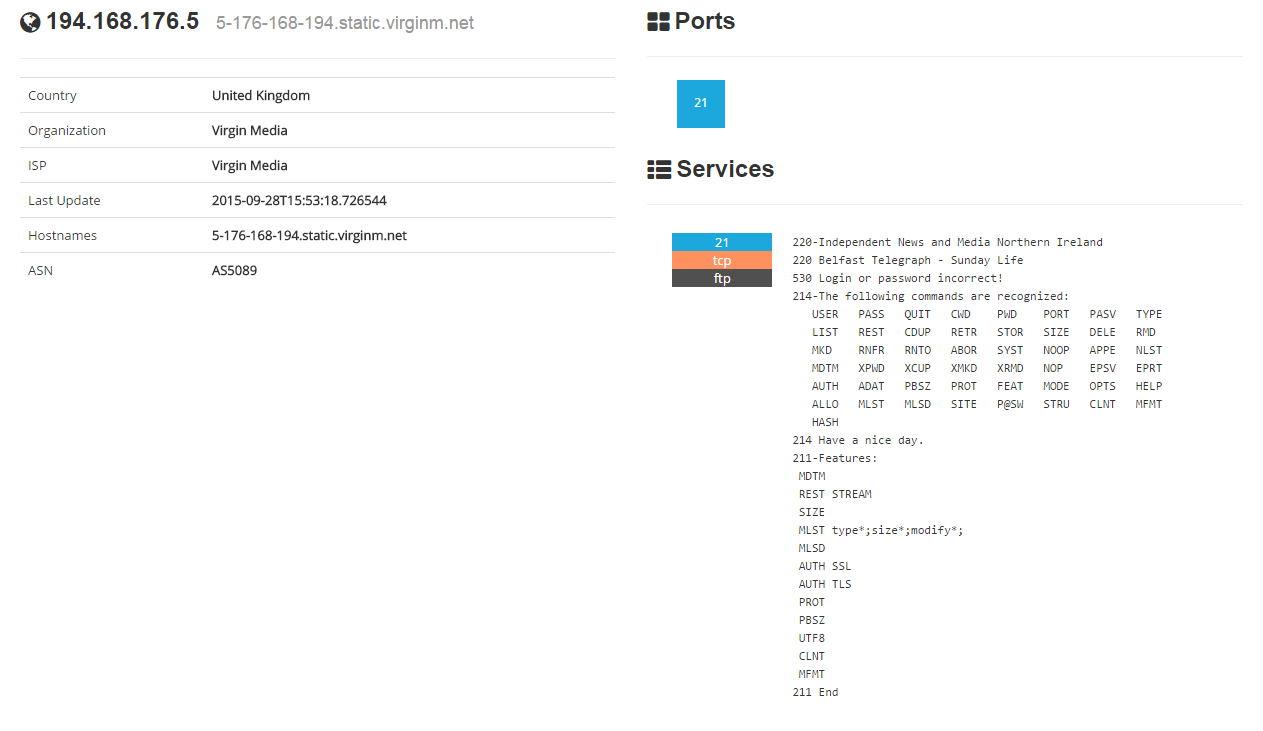 194.168.176.5 5-176-168-194.static.virginm.net
Country United Kingdom
Organization Virgin Media
ISP Virgin Media
Last Update 2015-09-28T15:53:18.726544
Hostnames 5-176-168-194.static.virginm.net
ASN AS5089
Ports
21
Services
21
tcp
ftp
220-Independent News and Media Northern Ireland
220 Belfast Telegraph - Sunday Life
530 Login or password incorrect!
214-The following commands are recognized:
USER PASS QUIT CWD PWD PORT PASV TYPE
LIST REST CDUP RETR STOR SIZE DELE RMD
MKD RNFR RNTO ABOR SYST NOOP APPE NLST
MDTM XPWD XCUP XMKD XRMD NOP EPSV EPRT
AUTH ADAT PBSZ PROT FEAT MODE OPTS HELP
ALLO MLST MLSD SITE P@SW STRU CLNT MFMT
HASH
214 Have a nice day.
211-Features:
MDTM
REST STREAM
SIZE
MLST type*;size*;modify*;
MLSD
AUTH SSL
AUTH TLS
PROT
PBSZ
UTF8
CLNT
MFMT
211 End